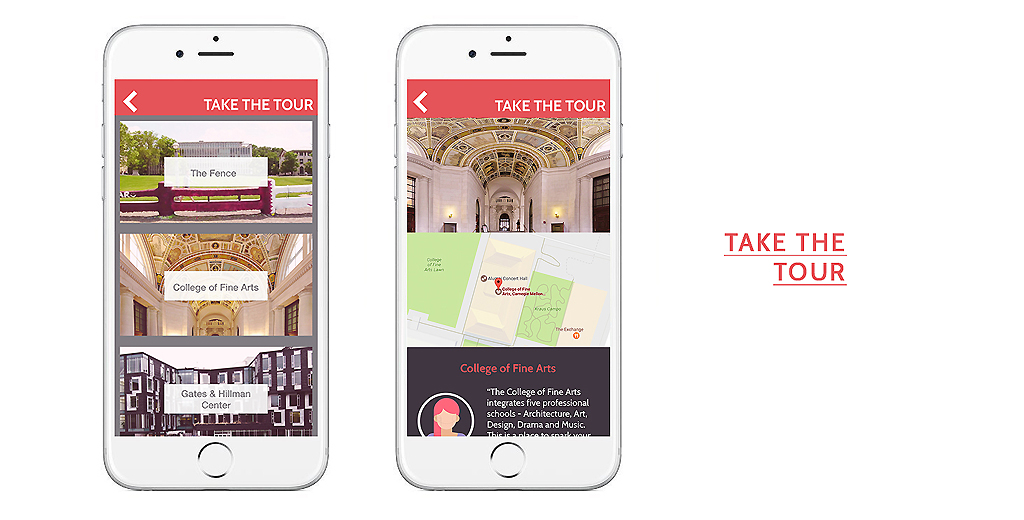 TAKE THE TOUR
The Fence
College of Fine Arts
Gates & Hillman
Center
TAKE THE TOUR
College
of Fine
Arts Lawn
Alumni Concert Hall
College of Fine
Arts, Carnegie Mellon...
Kraus Campo
The Exchange
College of Fine Arts
"The College of Fine Arts
integrates five professional
schools - Architecture, Art,
Design, Drama and Music.
This is a place to spark your
TAKE THE
TOUR